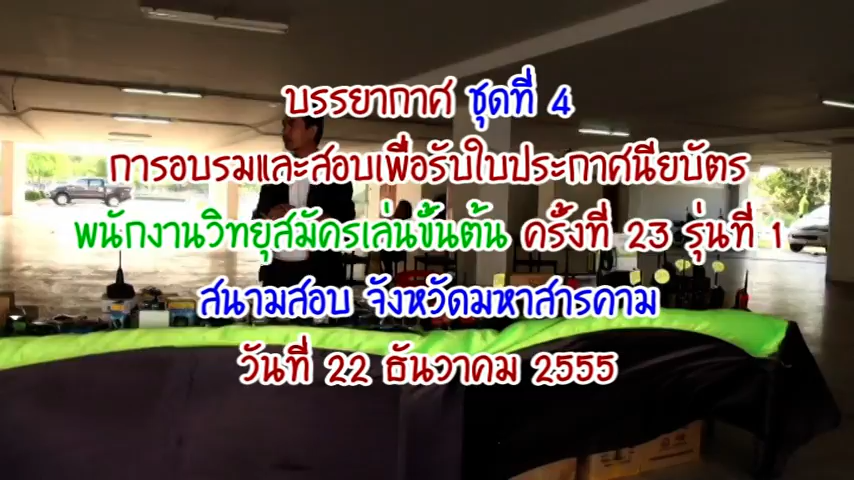 บรรยากาศ ชุดที่ 4
การอบรมและสอบเพื่อรับใบประกาศนียบัตร
พนักงานวิทยุสมัครเล่นขั้นต้น ครั้งที่ 23 รุ่นที่ 1
สนามสอบ จังหวัดมหาสารคาม
วันที่ 22 ธันวาคม 2555